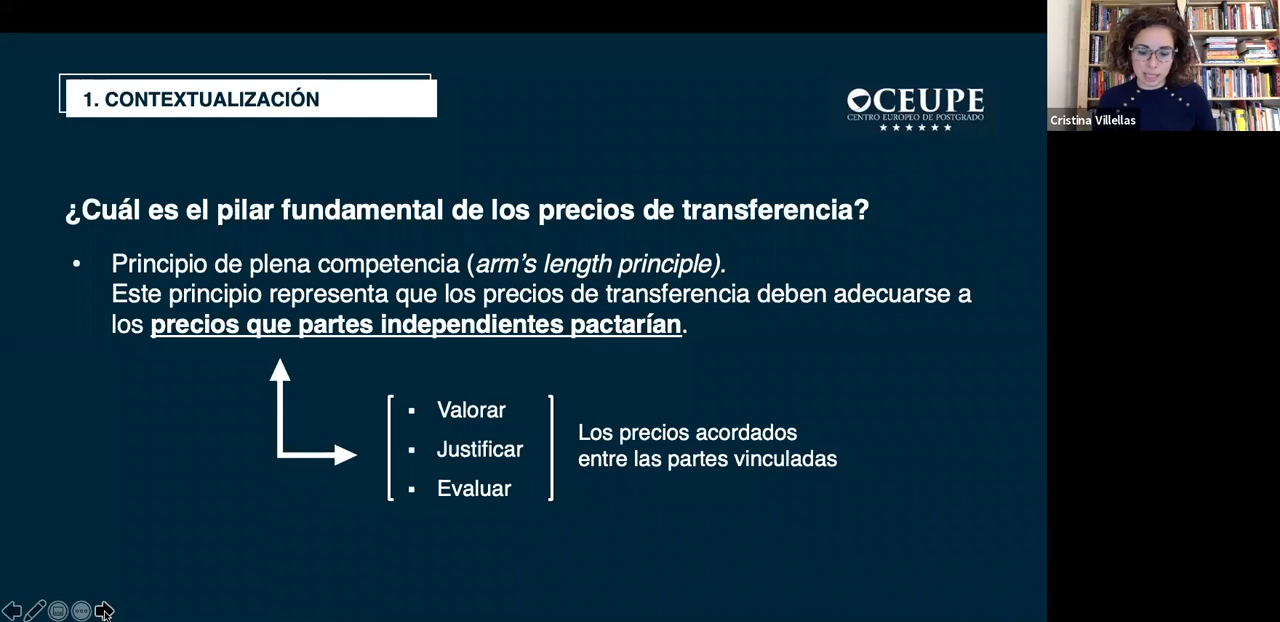 1. CONTEXTUALIZACIÓN
CEUPE
CENTRO EUROPEO DE POSTGRADO
Cristina Villellas
¿Cuál es el pilar fundamental de los precios de transferencia?
• Principio de plena competencia (arm's length principle).
Este principio representa que los precios de transferencia deben adecuarse a
los precios que partes independientes pactarían.
▪ Valorar
▪ Justificar
▪ Evaluar
Los precios acordados
entre las partes vinculadas